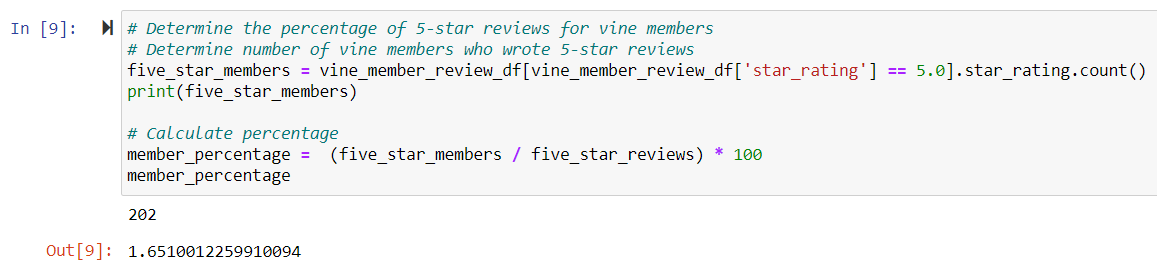 In [9]:
# Determine the percentage of 5-star reviews for vine members
# Determine number of vine members who wrote 5-star reviews
five_star_members = vine_member_review_df[vine_member_review_df['star_rating'] == 5.0].star_rating.count()
print(five_star_members)

# Calculate percentage
member_percentage =  (five_star_members / five_star_reviews) * 100
member_percentage
202
Out[9]: 1.6510012259910094